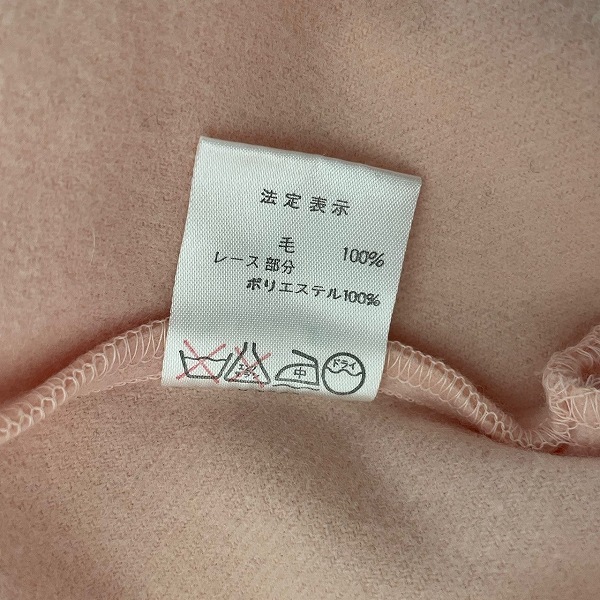 法定表示
毛 100%
レース部分
ポリエステル100%
中 ドライ